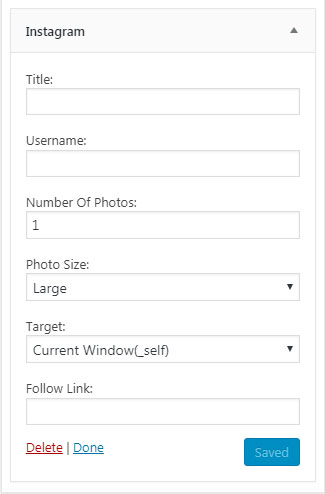 Instagram
Title:
Username:
Number Of Photos:
1
Photo Size:
Large
Target:
Current Window(_self)
Follow Link:
Delete | Done
Saved